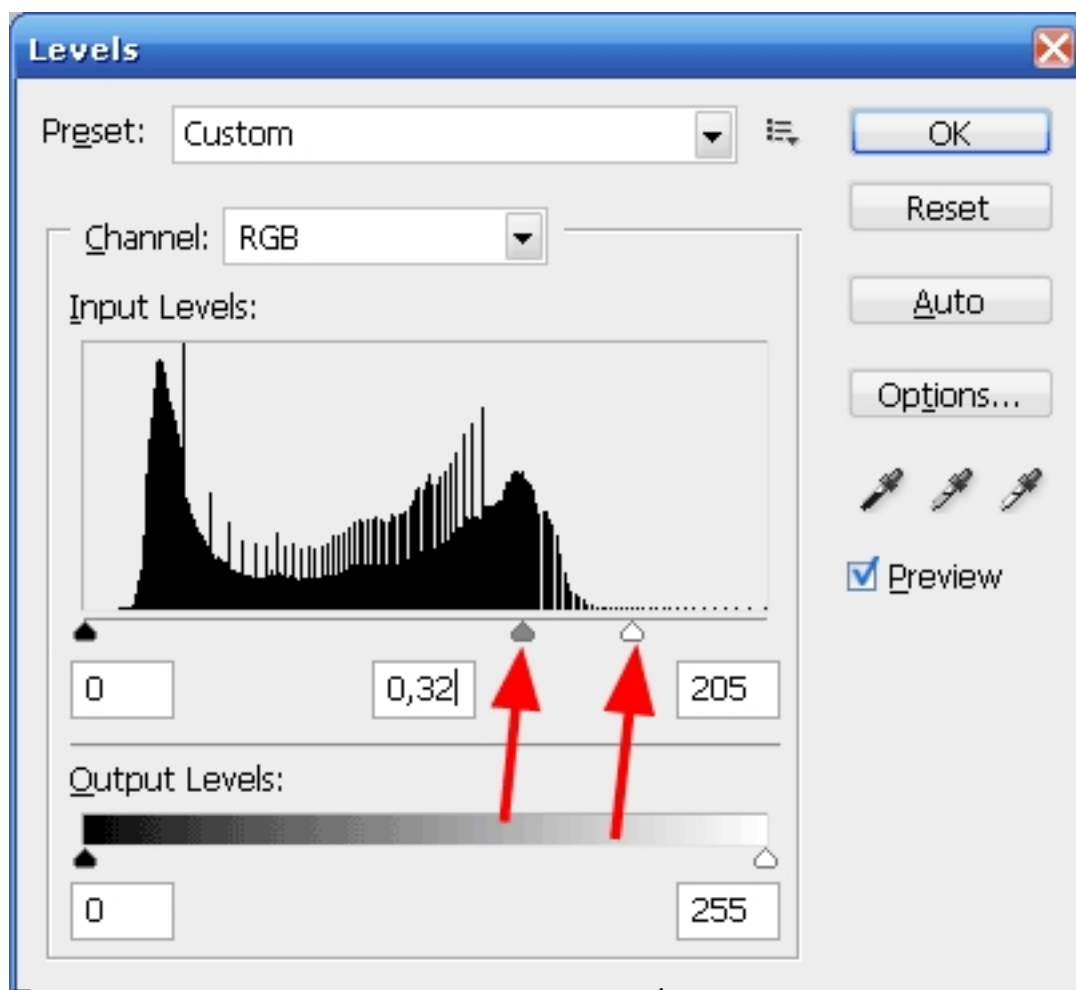 Levels
Preset: Custom
OK
Reset
Channel: RGB
Auto
Input Levels:
Options...
Preview
0 0,32 205
Output Levels:
0 255